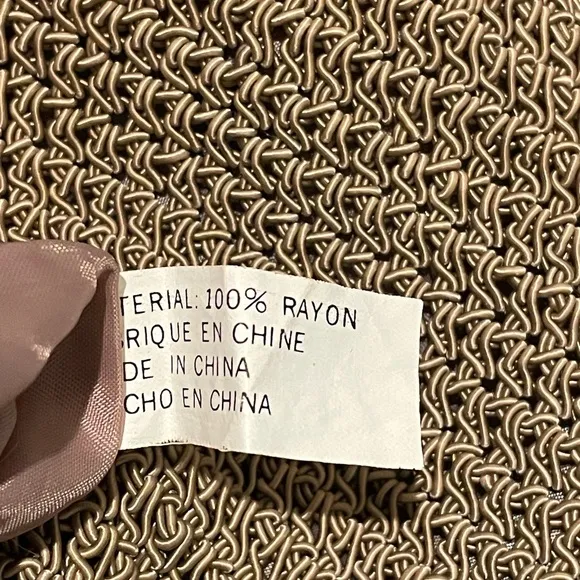 TERIAL: 100% RAYON
RIQUE EN CHINE
DE IN CHINA
CHO EN CHINA